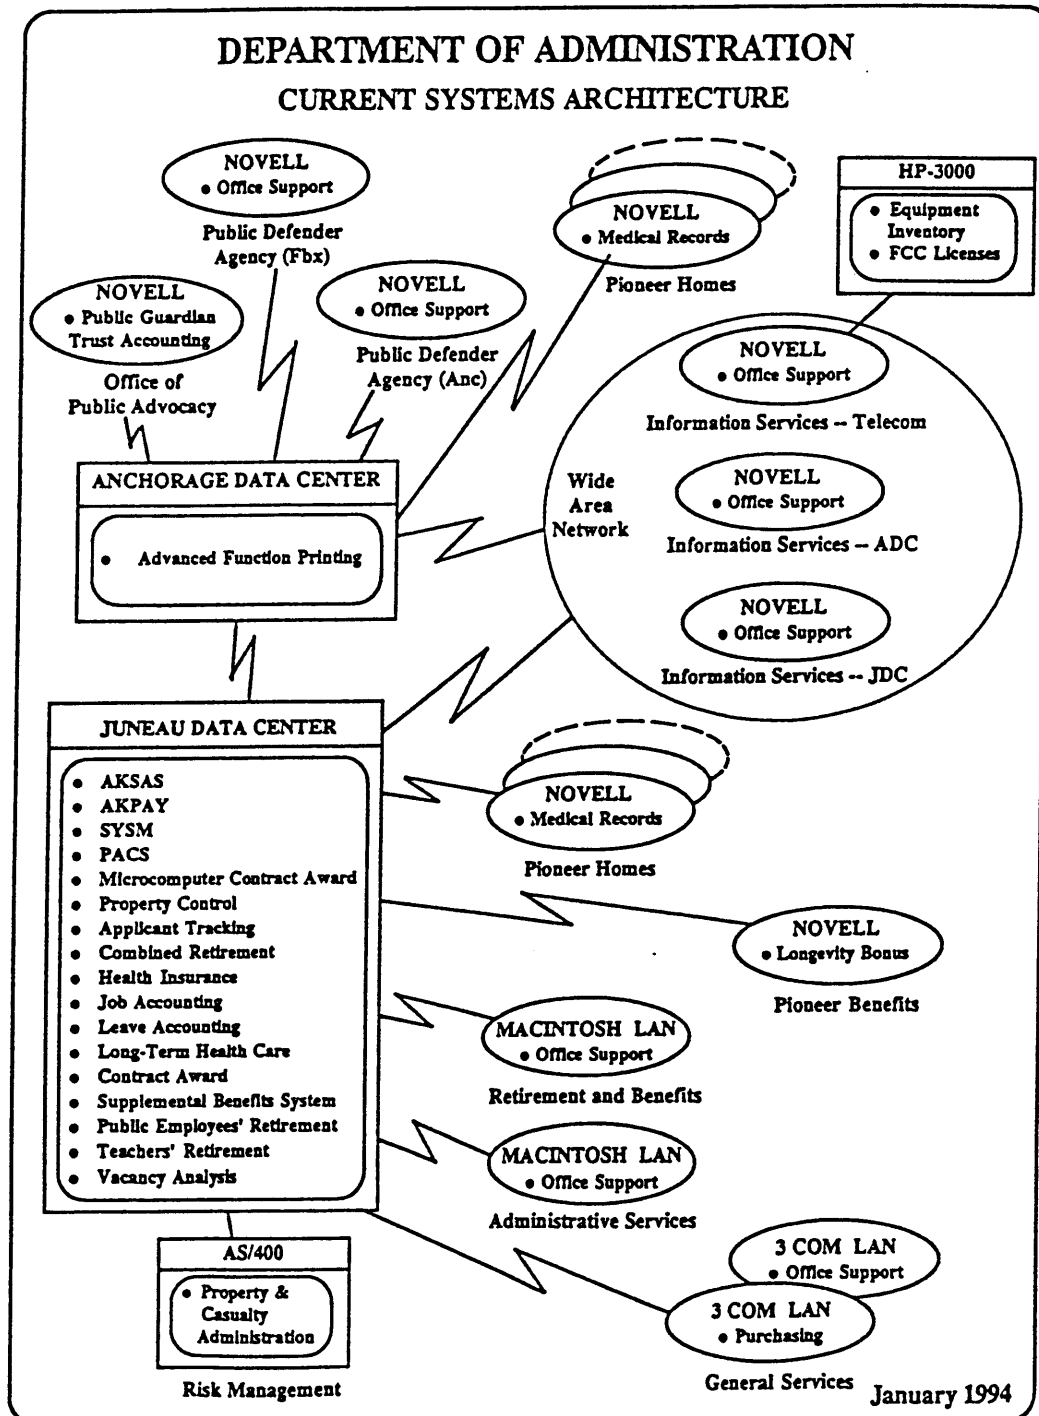 DEPARTMENT OF ADMINISTRATION
CURRENT SYSTEMS ARCHITECTURE
NOVELL
• Office Support
Public Defender
Agency (Fbx)
NOVELL
• Medical Records
Pioneer Homes
HP-3000
• Equipment
Inventory
• FCC Licenses
NOVELL
• Public Guardian
Trust Accounting
Office of
Public Advocacy
NOVELL
• Office Support
Public Defender
Agency (Anc)
NOVELL
• Office Support
Information Services -- Telecom
Wide
Area
Network
NOVELL
• Office Support
Information Services -- ADC
NOVELL
• Office Support
Information Services -- JDC
ANCHORAGE DATA CENTER
• Advanced Function Printing
JUNEAU DATA CENTER
• AKSAS
• AKPAY
• SYSM
• PACS
• Microcomputer Contract Award
• Property Control
• Applicant Tracking
• Combined Retirement
• Health Insurance
• Job Accounting
• Leave Accounting
• Long-Term Health Care
• Contract Award
• Supplemental Benefits System
• Public Employees' Retirement
• Teachers' Retirement
• Vacancy Analysis
NOVELL
• Medical Records
Pioneer Homes
NOVELL
• Longevity Bonus
Pioneer Benefits
MACINTOSH LAN
• Office Support
Retirement and Benefits
MACINTOSH LAN
• Office Support
Administrative Services
AS/400
• Property &
Casualty
Administration
Risk Management
3 COM LAN
• Office Support
3 COM LAN
• Purchasing
General Services
January 1994